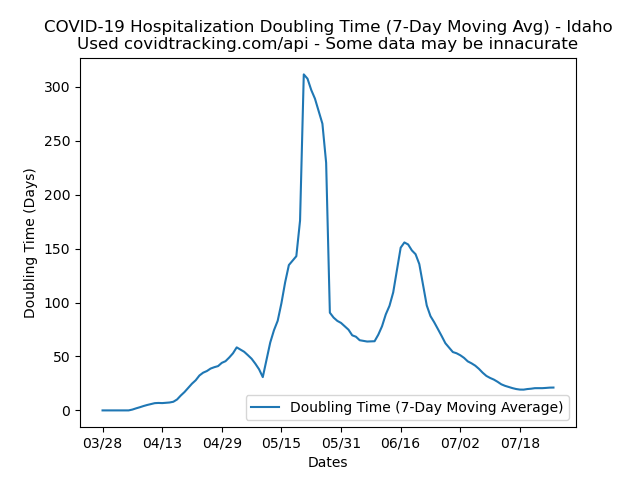 COVID-19 Hospitalization Doubling Time (7-Day Moving Avg) - Idaho
Used covidtracking.com/api - Some data may be innacurate
Doubling Time (Days)
300
250
200
150
100
50
0
Doubling Time (7-Day Moving Average)
03/28 04/13 04/29 05/15 05/31 06/16 07/02 07/18
Dates